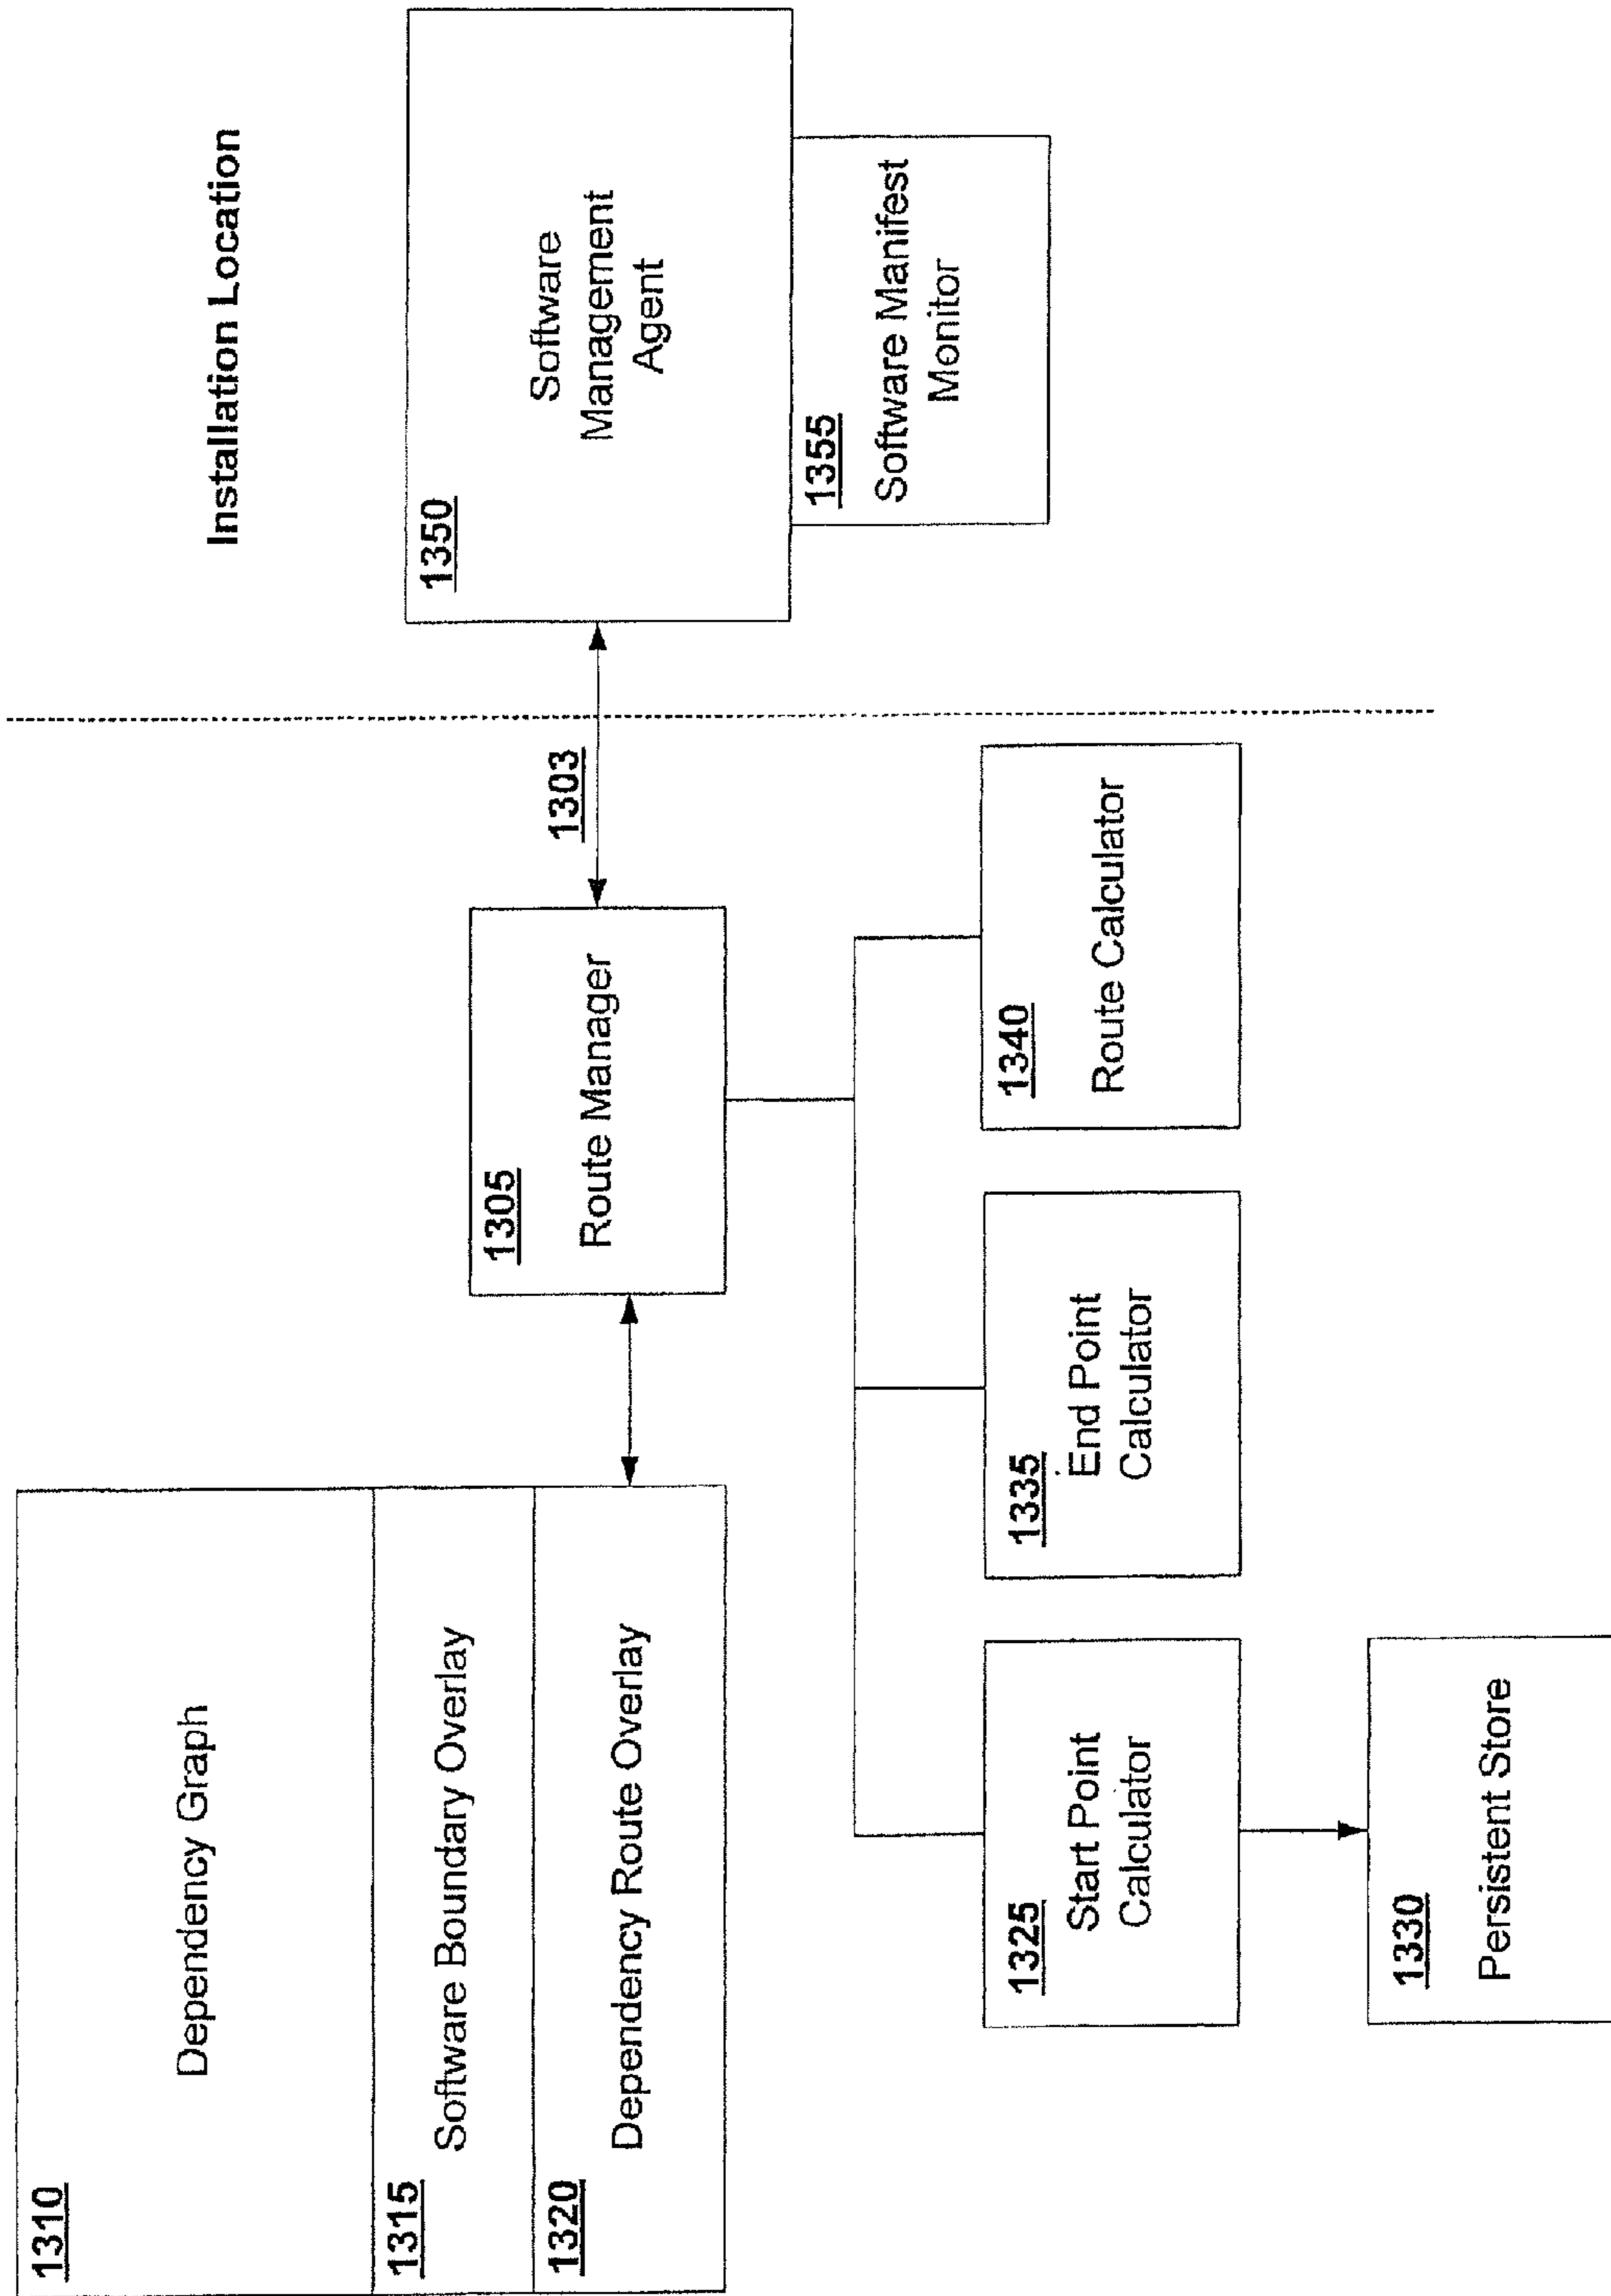 1310
Dependency Graph
1315
Software Boundary Overlay
1320
Dependency Route Overlay
1305
Route Manager
1303
Installation Location
1350
Software
Management
Agent
1355
Software Manifest
Monitor
1325
Start Point
Calculator
1335
End Point
Calculator
1340
Route Calculator
1330
Persistent Store